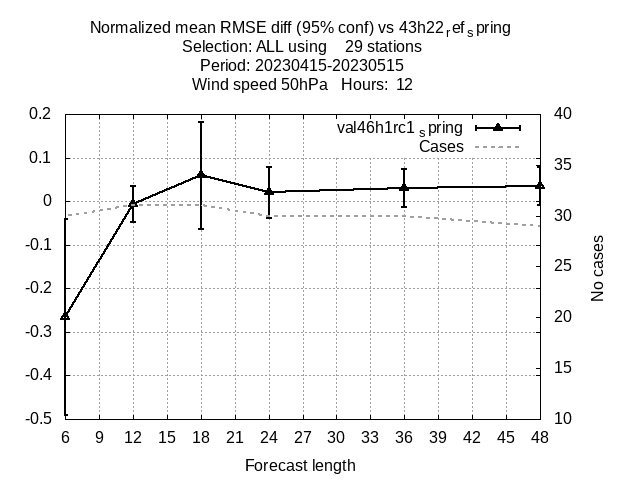 Normalized mean RMSE diff (95% conf) vs 43h22refspring
Selection: ALL using 29 stations
Period: 20230415-20230515
Wind speed 50hPa Hours: 12
val46h1rc1 spring
Cases
0.2
0.1
0
-0.1
-0.2
-0.3
-0.4
-0.5
40
35
30
25
20
15
10
No cases
6 9 12 15 18 21 24 27 30 33 36 39 42 45 48
Forecast length